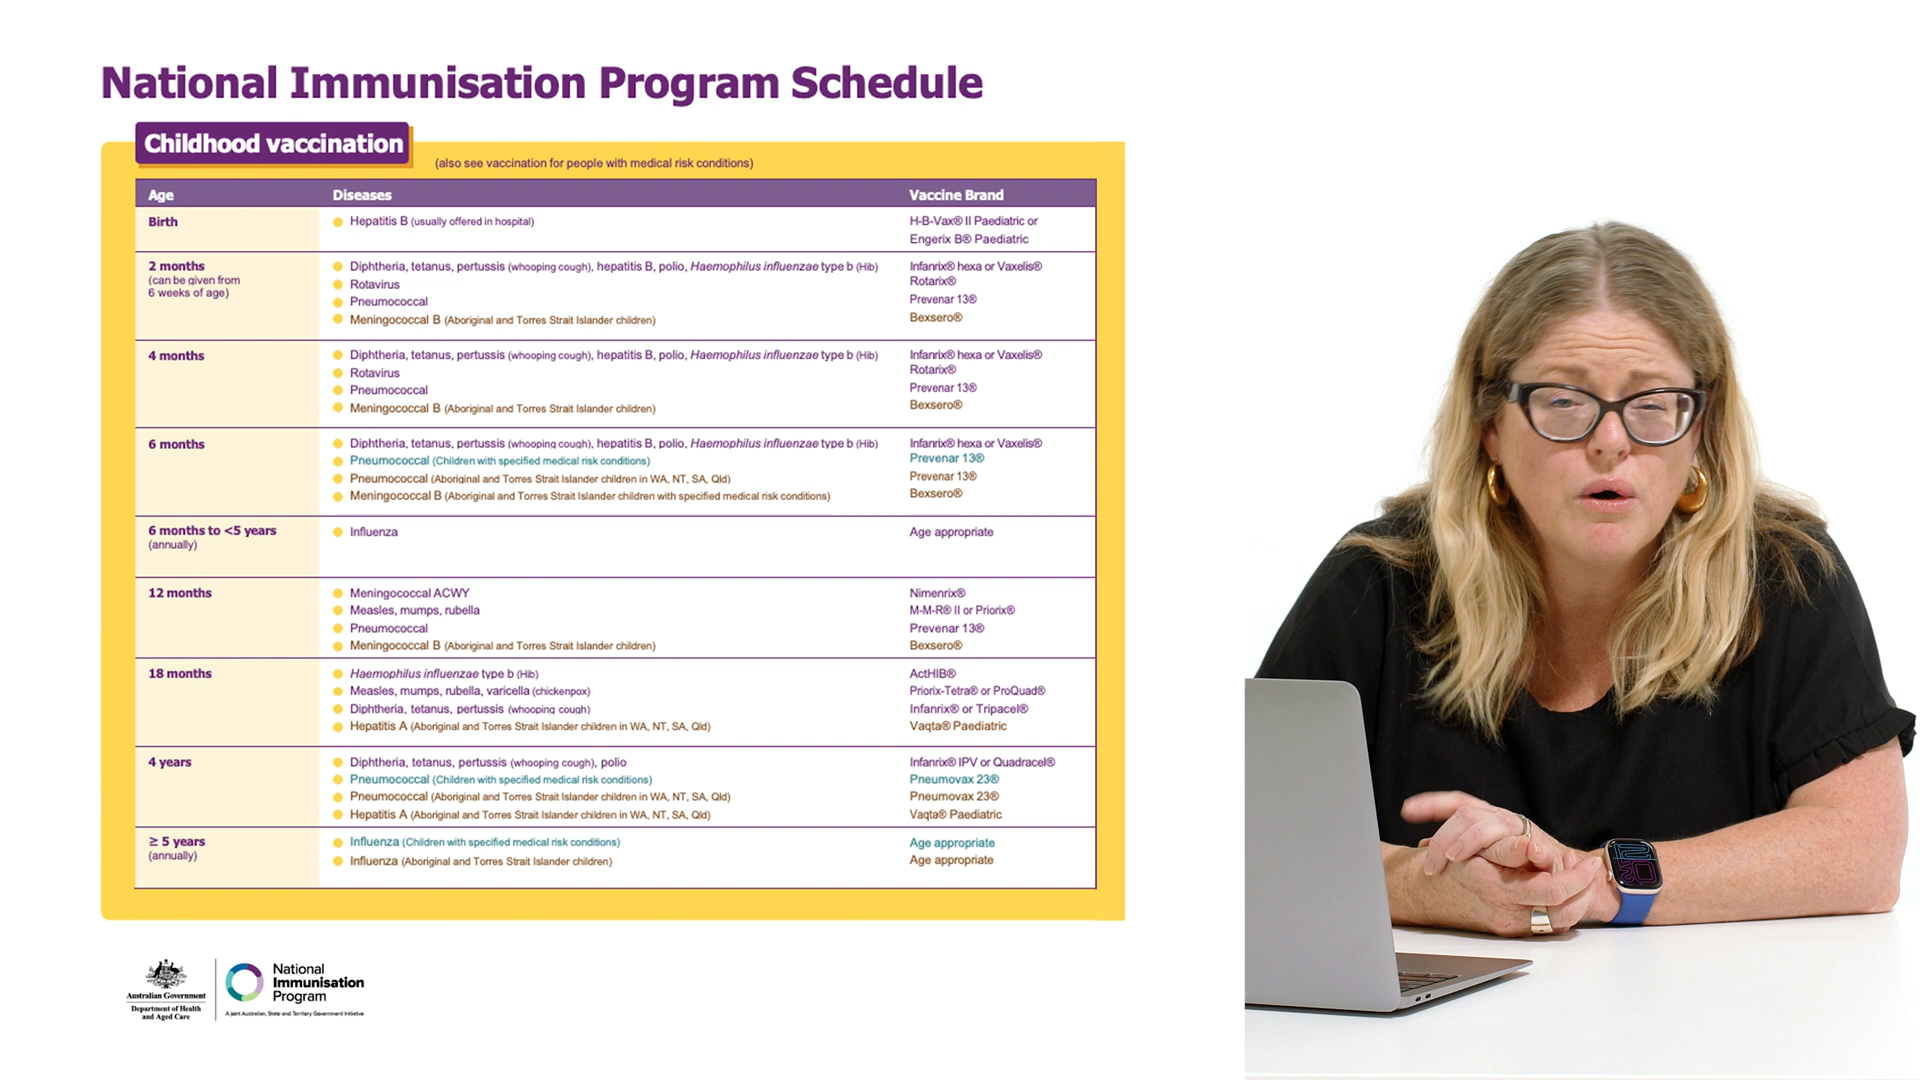 National Immunisation Program Schedule
Childhood vaccination
(also see vaccination for people with medical risk conditions)
Age Diseases Vaccine Brand
Birth
Hepatitis B (usually offered in hospital)
H-B-Vax® II Paediatric or
Engerix B® Paediatric
2 months
(can be given from
6 weeks of age)
Diphtheria, tetanus, pertussis (whooping cough), hepatitis B, polio, Haemophilus influenzae type b (Hib)
Rotavirus
Pneumococcal
Meningococcal B (Aboriginal and Torres Strait Islander children)
Infanrix® hexa or Vaxelis®
Rotarix®
Prevenar 13®
Bexsero®
4 months
Diphtheria, tetanus, pertussis (whooping cough), hepatitis B, polio, Haemophilus influenzae type b (Hib)
Rotavirus
Pneumococcal
Meningococcal B (Aboriginal and Torres Strait Islander children)
Infanrix® hexa or Vaxelis®
Rotarix®
Prevenar 13®
Bexsero®
6 months
Diphtheria, tetanus, pertussis (whooping cough), hepatitis B, polio, Haemophilus influenzae type b (Hib)
Pneumococcal (Children with specified medical risk conditions)
Pneumococcal (Aboriginal and Torres Strait Islander children in WA, NT, SA, Qld)
Meningococcal B (Aboriginal and Torres Strait Islander children with specified medical risk conditions)
Infanrix® hexa or Vaxelis®
Prevenar 13®
Prevenar 13®
Bexsero®
6 months to <5 years
(annually)
Influenza
Age appropriate
12 months
Meningococcal ACWY
Measles, mumps, rubella
Pneumococcal
Meningococcal B (Aboriginal and Torres Strait Islander children)
Nimenrix®
M-M-R® II or Priorix®
Prevenar 13®
Bexsero®
18 months
Haemophilus influenzae type b (Hib)
Measles, mumps, rubella, varicella (chickenpox)
Diphtheria, tetanus, pertussis (whooping cough)
Hepatitis A (Aboriginal and Torres Strait Islander children in WA, NT, SA, Qld)
ActHIB®
Priorix-Tetra® or ProQuad®
Infanrix® or Tripacel®
Vaqta® Paediatric
4 years
Diphtheria, tetanus, pertussis (whooping cough), polio
Pneumococcal (Children with specified medical risk conditions)
Pneumococcal (Aboriginal and Torres Strait Islander children in WA, NT, SA, Qld)
Hepatitis A (Aboriginal and Torres Strait Islander children in WA, NT, SA, Qld)
Infanrix® IPV or Quadracel®
Pneumovax 23®
Pneumovax 23®
Vaqta® Paediatric
≥ 5 years
(annually)
Influenza (Children with specified medical risk conditions)
Influenza (Aboriginal and Torres Strait Islander children)
Age appropriate
Age appropriate
Australian Government
Department of Health
and Aged Care
National
Immunisation
Program
A joint Australian, State and Territory Government Initiative